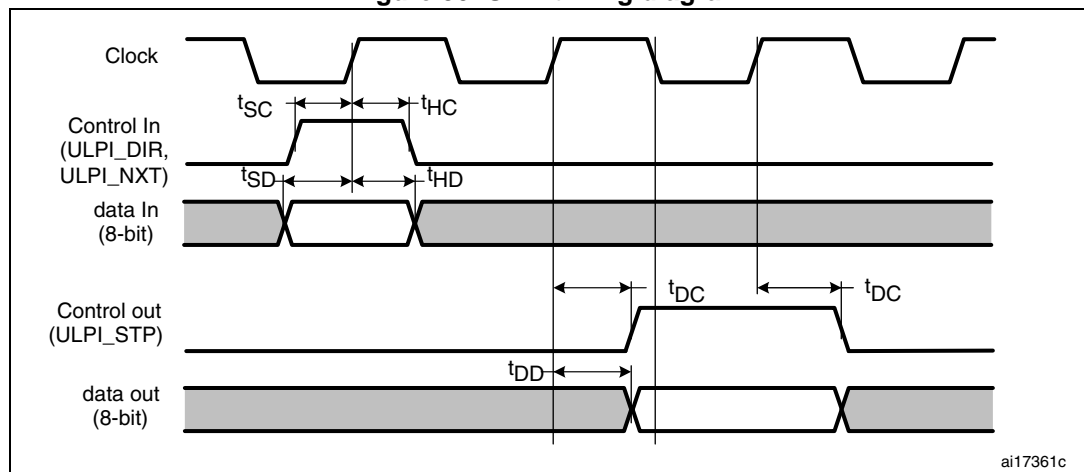 Clock
tSC
tHC
Control In
(ULPI_DIR,
ULPI_NXT)
tSD
tHD
data In
(8-bit)
tDC
tDC
Control out
(ULPI_STP)
tDD
data out
(8-bit)
ai17361c